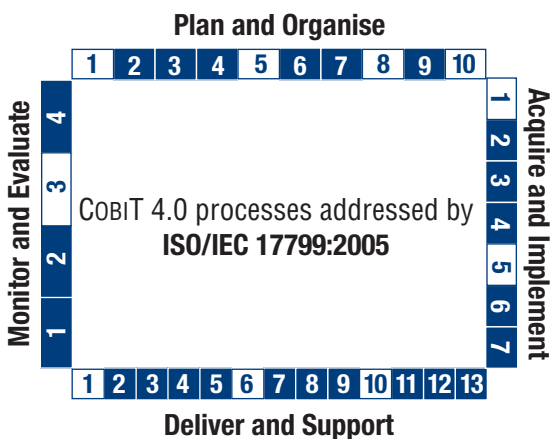 Plan and Organise
1 2 3 4 5 6 7 8 9 10
Monitor and Evaluate
4
3
2
1
COBIT 4.0 processes addressed by
ISO/IEC 17799:2005
1
2
3
4
5
6
7
Acquire and Implement
1 2 3 4 5 6 7 8 9 10 11 12 13
Deliver and Support